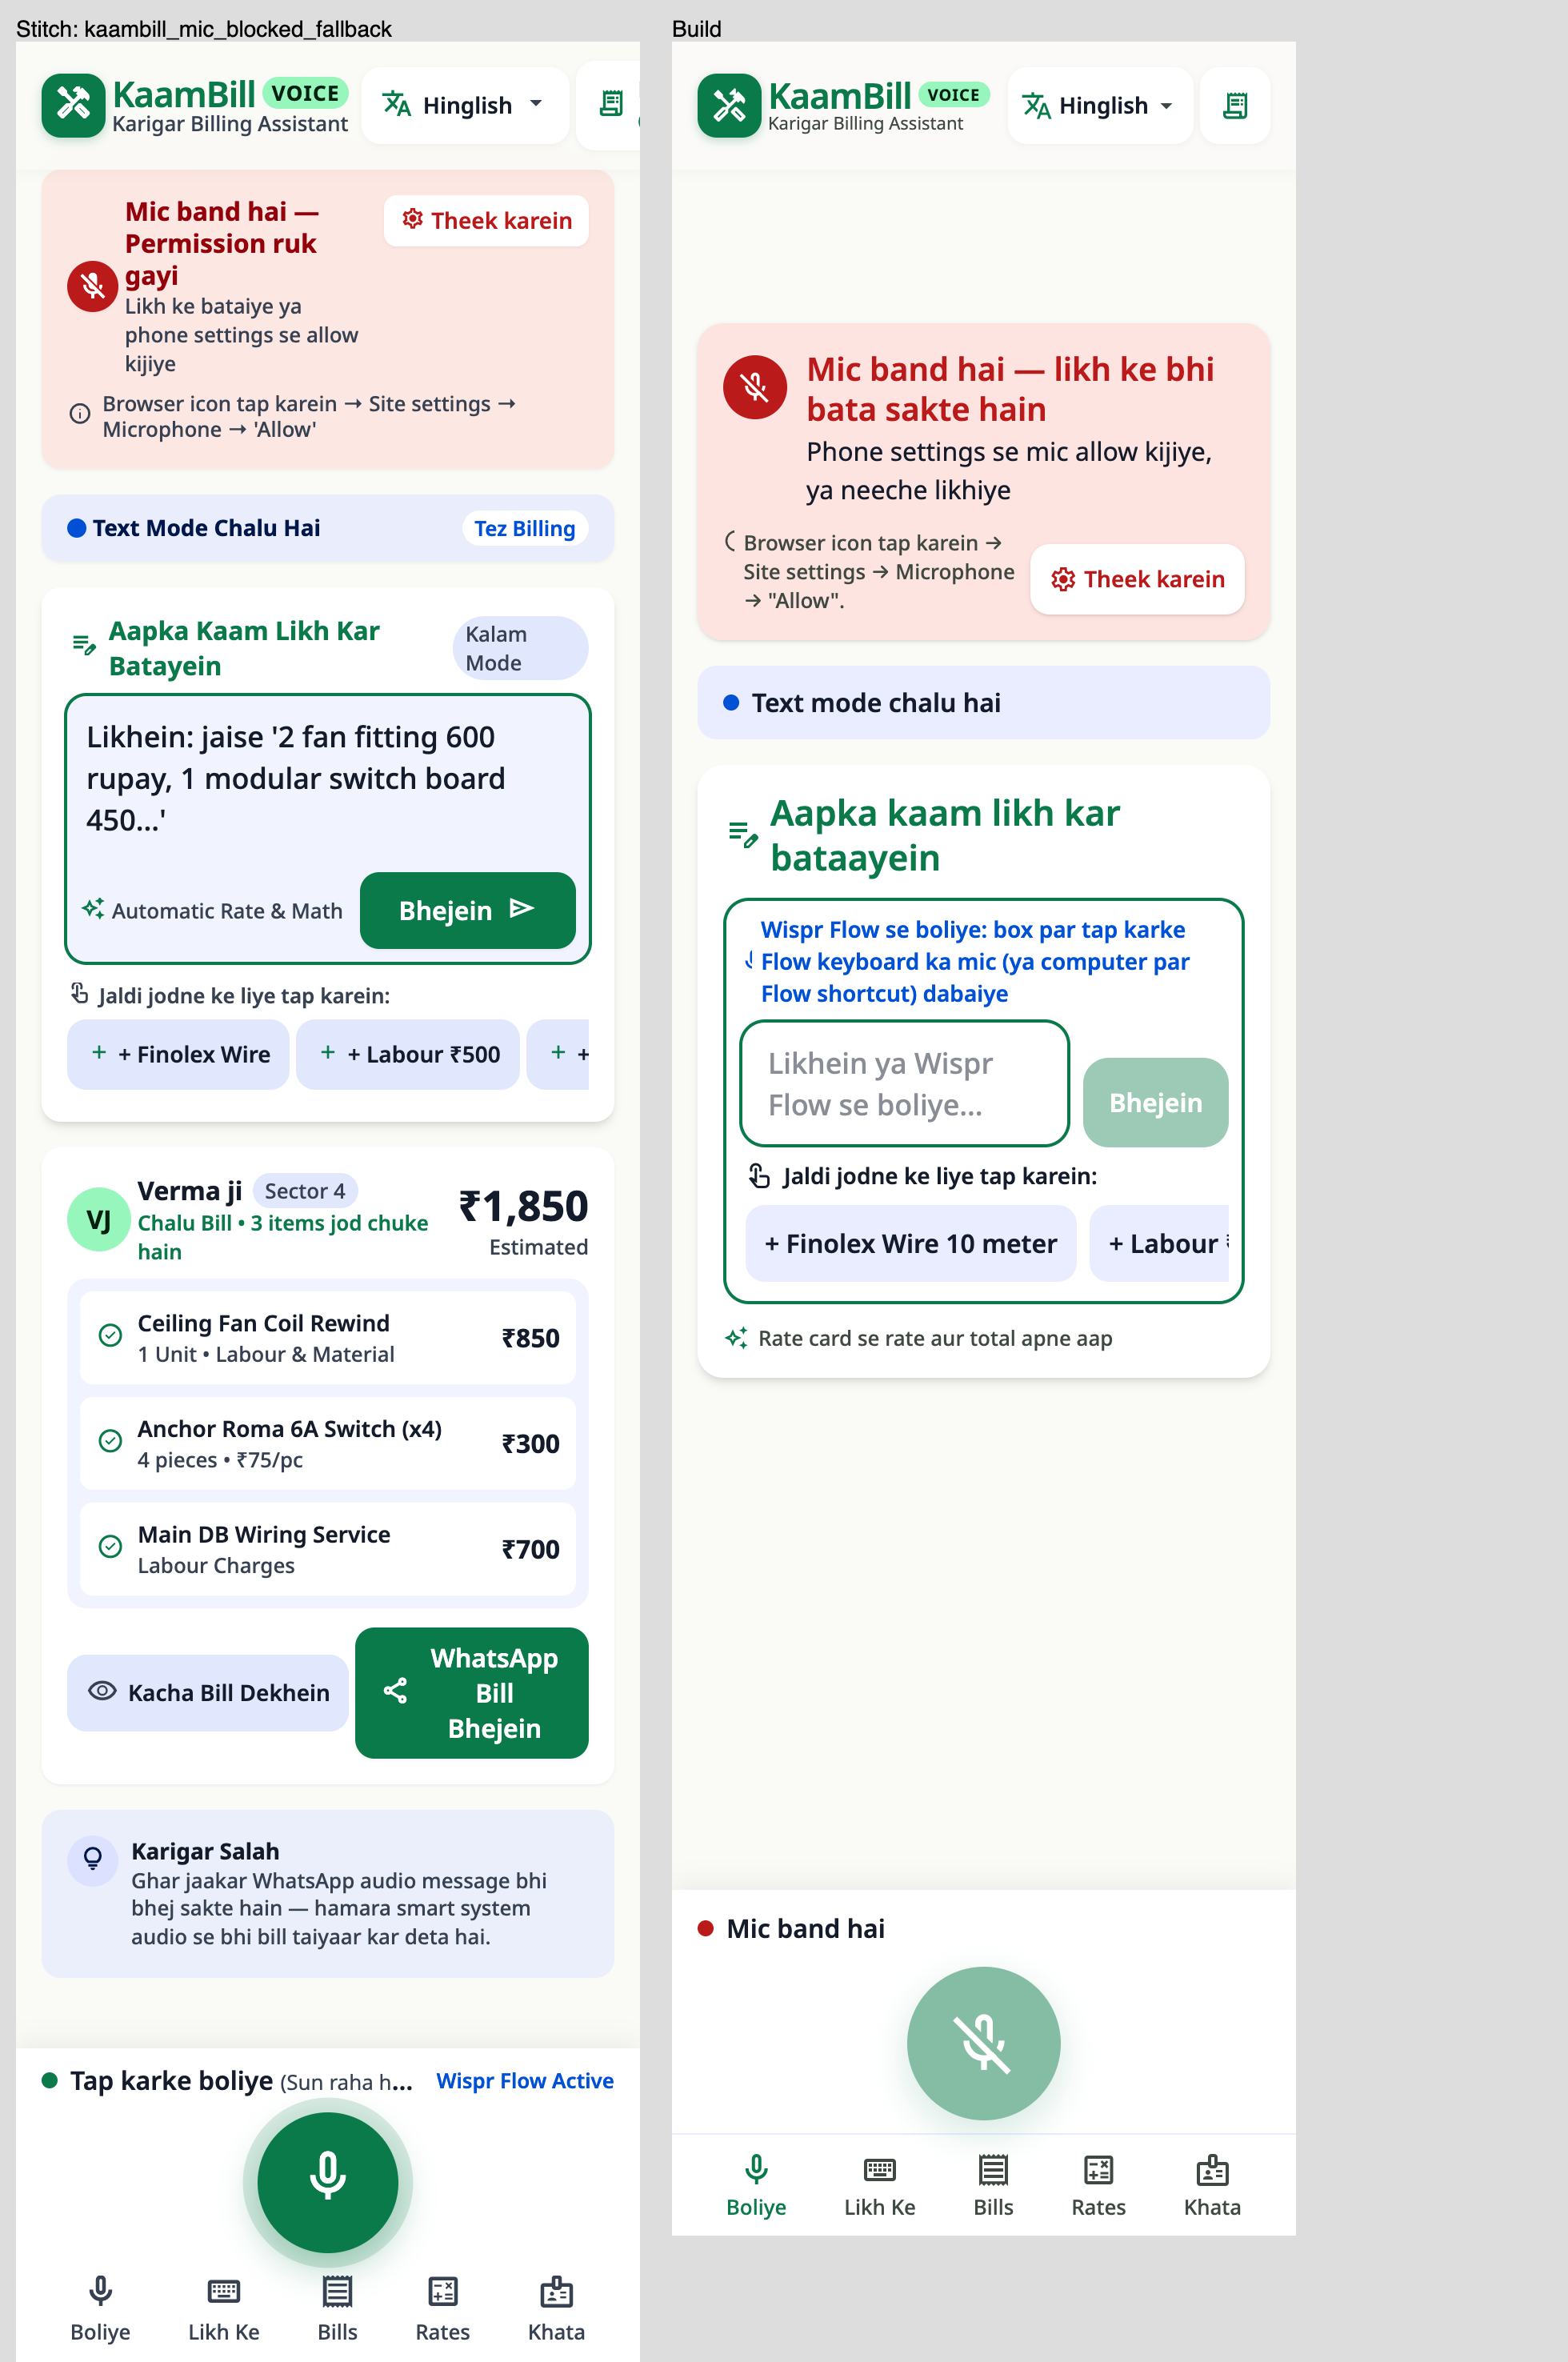 Stitch: kaambill_mic_blocked_fallback
KaamBill VOICE
Karigar Billing Assistant
Hinglish
Mic band hai —
Permission ruk
gayi
Theek karein
Likh ke bataiye ya
phone settings se allow
kijiye
Browser icon tap karein → Site settings →
Microphone → 'Allow'
Text Mode Chalu Hai
Tez Billing
Aapka Kaam Likh Kar
Batayein
Kalam
Mode
Likhein: jaise '2 fan fitting 600
rupay, 1 modular switch board
450...'
Automatic Rate & Math
Bhejein
Jaldi jodne ke liye tap karein:
+ + Finolex Wire
+ + Labour ₹500
+ +
VJ
Verma ji
Sector 4
Chalu Bill • 3 items jod chuke
hain
₹1,850
Estimated
Ceiling Fan Coil Rewind
1 Unit • Labour & Material
₹850
Anchor Roma 6A Switch (x4)
4 pieces • ₹75/pc
₹300
Main DB Wiring Service
Labour Charges
₹700
Kacha Bill Dekhein
WhatsApp
Bill
Bhejein
Karigar Salah
Ghar jaakar WhatsApp audio message bhi
bhej sakte hain — hamara smart system
audio se bhi bill taiyaar kar deta hai.
Tap karke boliye (Sun raha h...
Wispr Flow Active
Boliye
Likh Ke
Bills
Rates
Khata
Build
KaamBill VOICE
Karigar Billing Assistant
Hinglish
Mic band hai — likh ke bhi
bata sakte hain
Phone settings se mic allow kijiye,
ya neeche likhiye
Browser icon tap karein →
Site settings → Microphone
→ "Allow".
Theek karein
Text mode chalu hai
Aapka kaam likh kar
bataayein
Wispr Flow se boliye: box par tap karke
Flow keyboard ka mic (ya computer par
Flow shortcut) dabaiye
Likhein ya Wispr
Flow se boliye...
Bhejein
Jaldi jodne ke liye tap karein:
+ Finolex Wire 10 meter
+ Labour
Rate card se rate aur total apne aap
Mic band hai
Boliye
Likh Ke
Bills
Rates
Khata